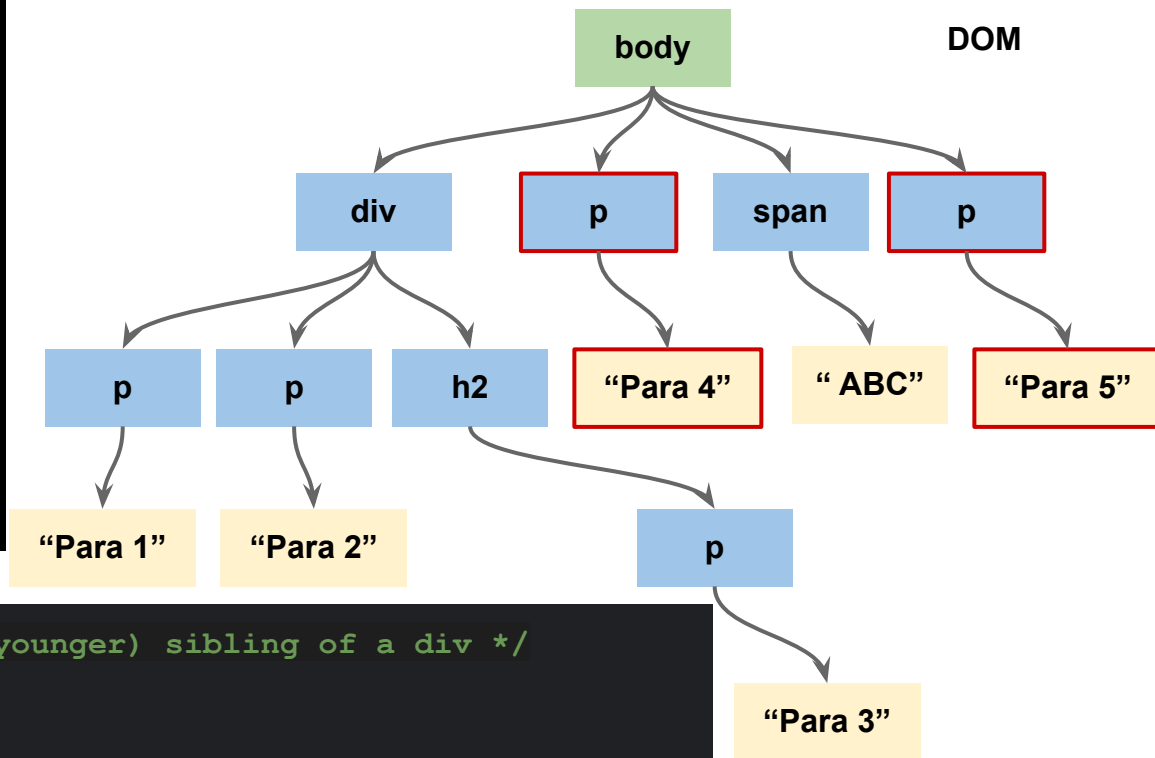 DOM
body
div
p
span
p
p
p
h2
“Para 4”
“ ABC”
“Para 5”
“Para 1”
“Para 2”
p
younger) sibling of a div */
“Para 3”